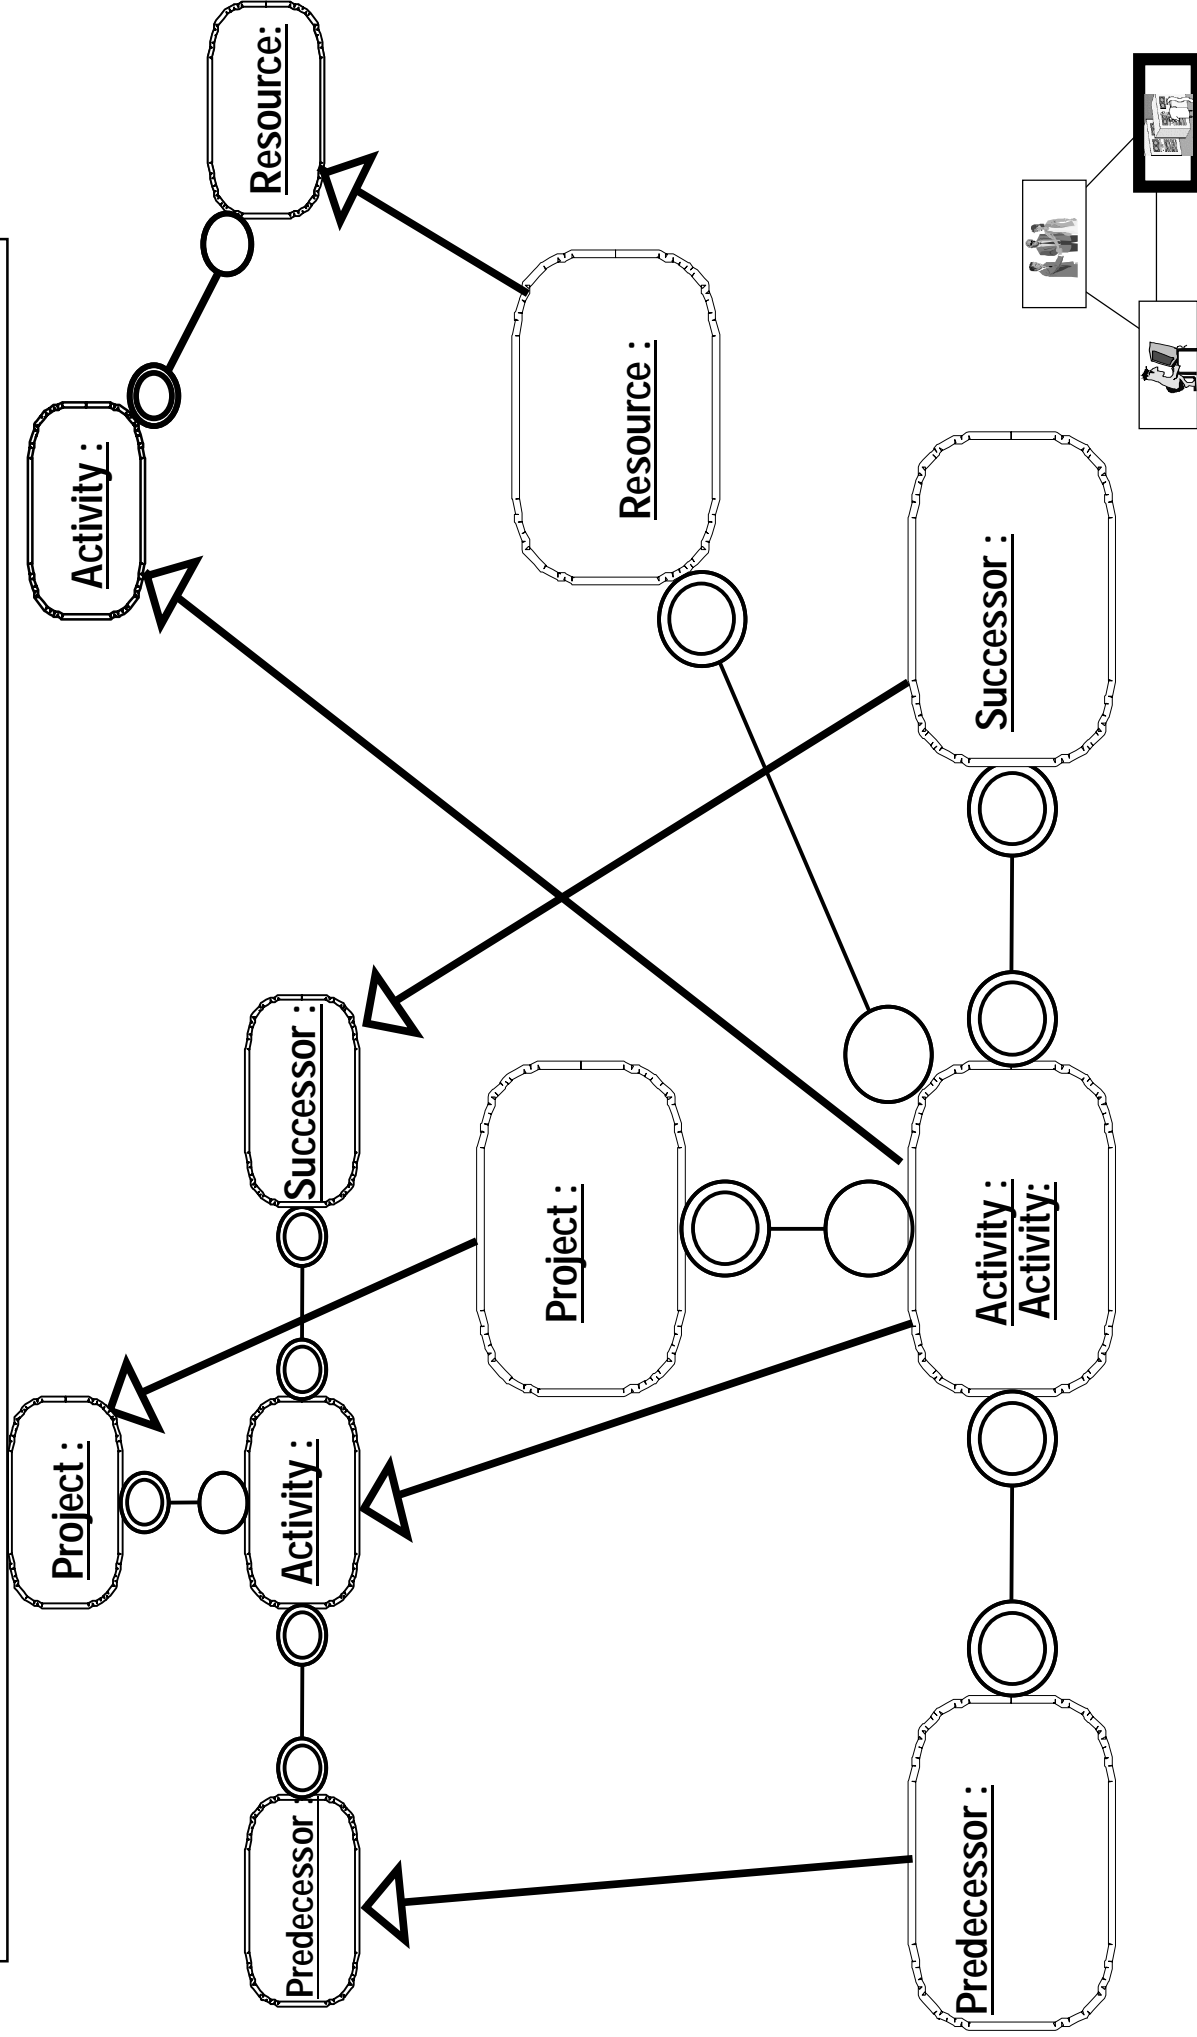 Project :
Activity :
Predecessor :
Activity :
Successor :
Resource:
Project :
Resource :
Predecessor :
Activity :
Activity:
Successor :